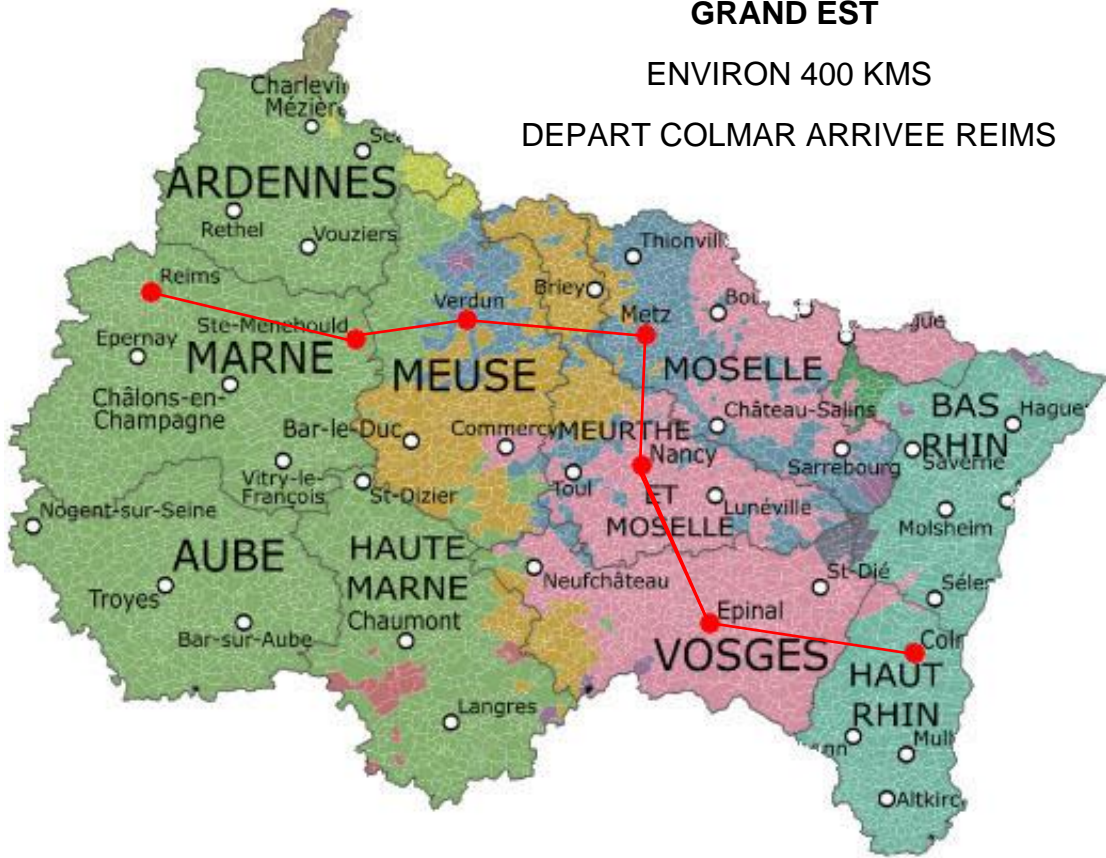 GRAND EST
ENVIRON 400 KMS
DEPART COLMAR ARRIVEE REIMS
Mézière
ARDENNES
Rethel
Vouziers
Thionvill
Reims
Briey
Verdun
Metz
Ste-Menehould
Epernay
MARNE
MEUSE
MOSELLE
Châlons-en-
Champagne
Château-Salins
BAS
RHIN
Hague
Bar-le-Duc
Commercy
MEURTHE
Nancy
Sarrebourg
Saverne
Vitry-le-
François
St-Dizier
Toul
ET
MOSELLE
Lunéville
Nogent-sur-Seine
Molsheim
AUBE
HAUTE
MARNE
Neufchâteau
St-Dié
Troyes
Chaumont
Epinal
Bar-sur-Aube
VOSGES
HAUT
RHIN
Langres